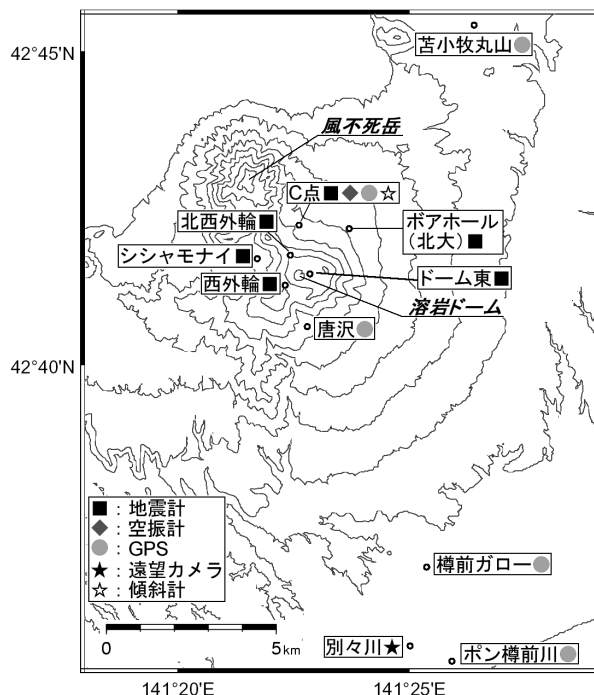 42°45'N
苫小牧丸山
風不死岳
C点
北西外輪
ボアホール
(北大)
シシャモナイ
ドーム東
西外輪
溶岩ドーム
唐沢
42°40'N
:地震計
:空振計
:GPS
:遠望カメラ
:傾斜計
樽前ガロー
0 5km
別々川
ポン樽前川
141°20'E 141°25'E